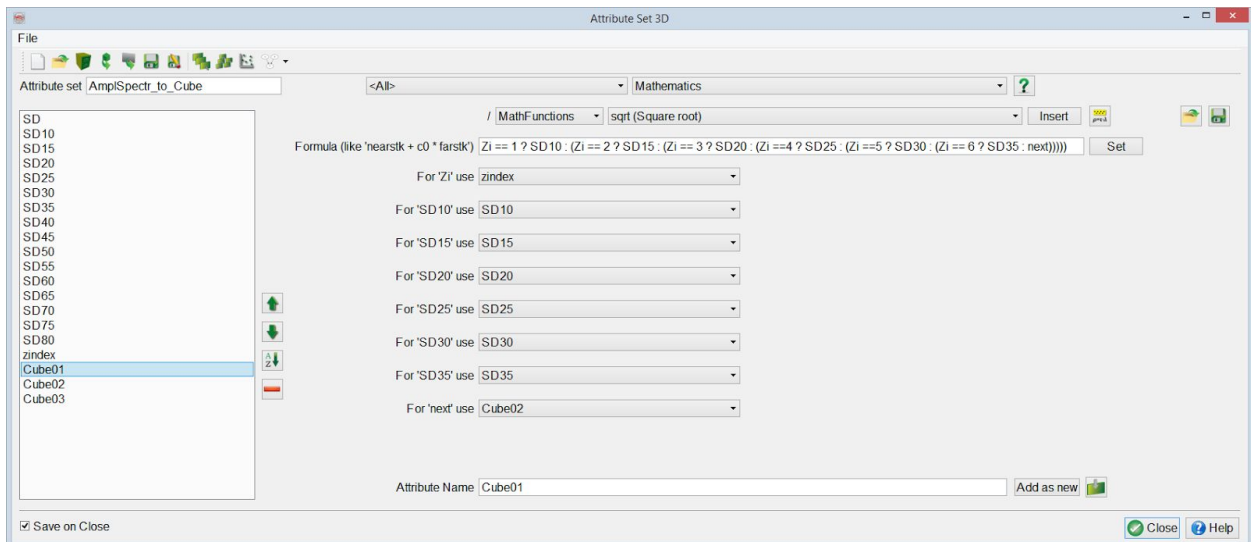 Attribute Set 3D
File
Attribute set AmplSpectr_to_Cube <All> Mathematics ?
/ MathFunctions sqrt (Square root) Insert
Formula (like 'nearstk + c0 * farstk') Zi == 1 ? SD10 : (Zi == 2 ? SD15 : (Zi == 3 ? SD20 : (Zi ==4 ? SD25 : (Zi ==5 ? SD30 : (Zi == 6 ? SD35 : next))))) Set
For 'Zi' use zindex
For 'SD10' use SD10
For 'SD15' use SD15
For 'SD20' use SD20
For 'SD25' use SD25
For 'SD30' use SD30
For 'SD35' use SD35
For 'next' use Cube02
SD
SD10
SD15
SD20
SD25
SD30
SD35
SD40
SD45
SD50
SD55
SD60
SD65
SD70
SD75
SD80
zindex
Cube01
Cube02
Cube03
A
Z
Attribute Name Cube01 Add as new
Save on Close
Close ? Help